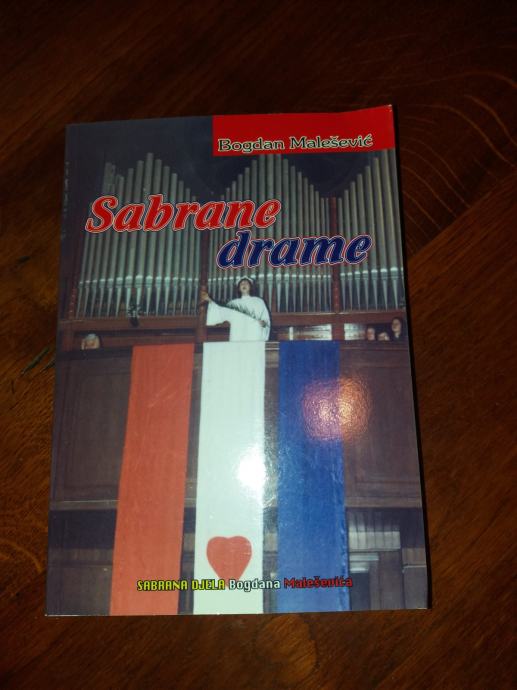 Bogdan Malešević
Sabrane
drame
SABRANA DJELA Bogdana Maleševića